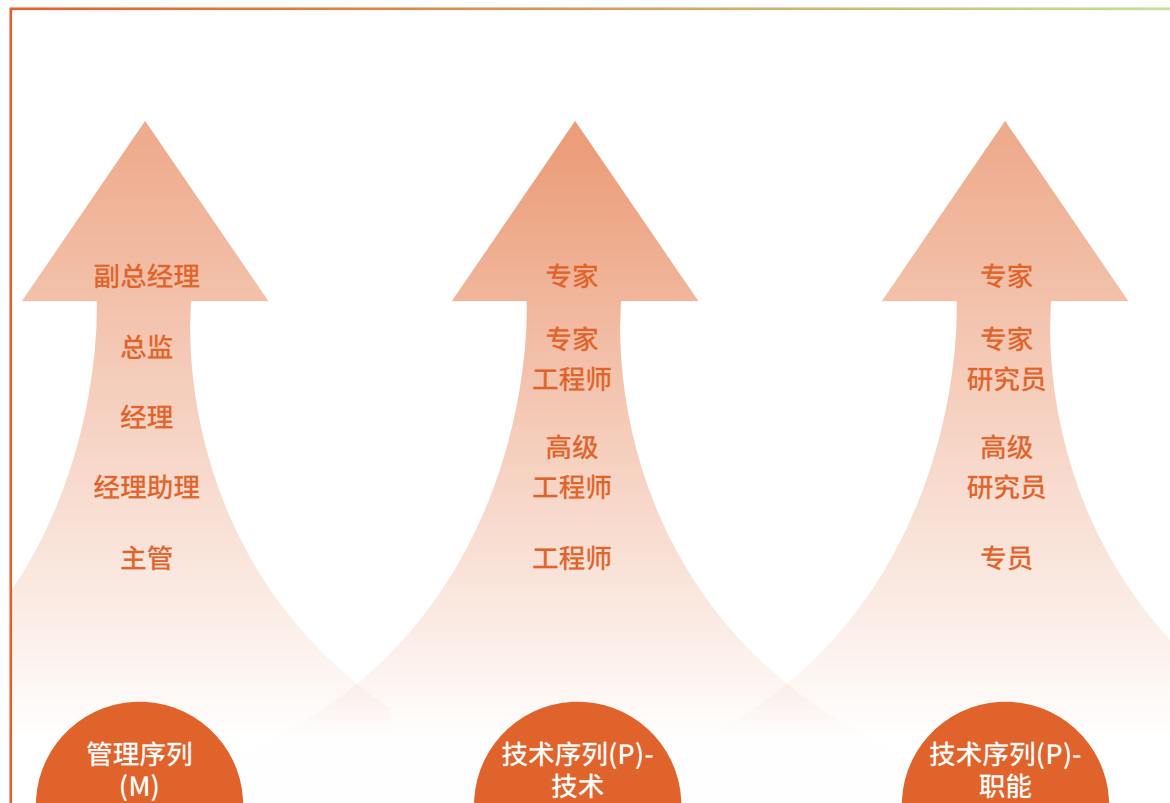 副总经理
总监
经理
经理助理
主管
管理序列
(M)
专家
专家
工程师
高级
工程师
工程师
技术序列(P)-
技术
专家
专家
研究员
高级
研究员
专员
技术序列(P)-
职能